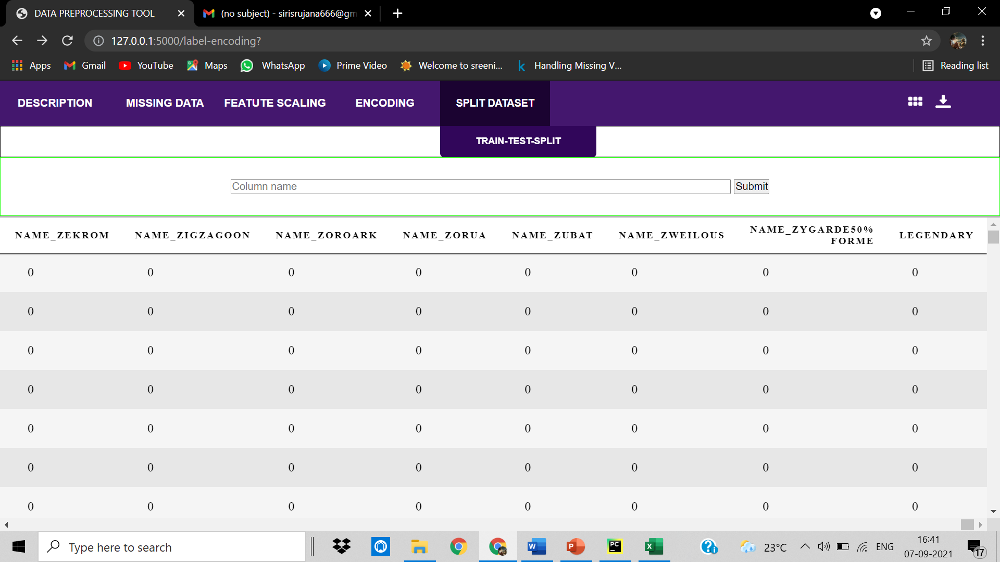 DATA PREPROCESSING TOOL
(no subject) - sirisrujana666@gm
127.0.0.1:5000/label-encoding?
Apps Gmail YouTube Maps WhatsApp Prime Video Welcome to sreeni... Handling Missing V... Reading list
DESCRIPTION MISSING DATA FEATUTE SCALING ENCODING SPLIT DATASET
TRAIN-TEST-SPLIT
Column name Submit
NAME_ZEKROM NAME_ZIGZAGOON NAME_ZOROARK NAME_ZORUA NAME_ZUBAT NAME_ZWEILOUS NAME_ZYGARDE50% FORME LEGENDARY
0 0 0 0 0 0 0 0
0 0 0 0 0 0 0 0
0 0 0 0 0 0 0 0
0 0 0 0 0 0 0 0
0 0 0 0 0 0 0 0
0 0 0 0 0 0 0 0
0 0 0 0 0 0 0 0
Type here to search
W P PC X
23°C ENG
16:41
07-09-2021
17